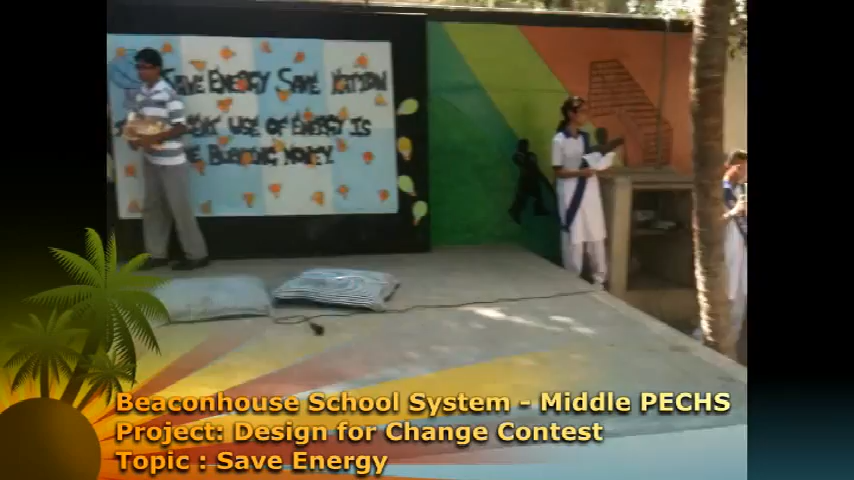 SAVE ENERGY SAVE NATION
USE OF ENERGY IS
LIKE BURNING MONEY.
Beaconhouse School System - Middle PECHS
Project: Design for Change Contest
Topic : Save Energy